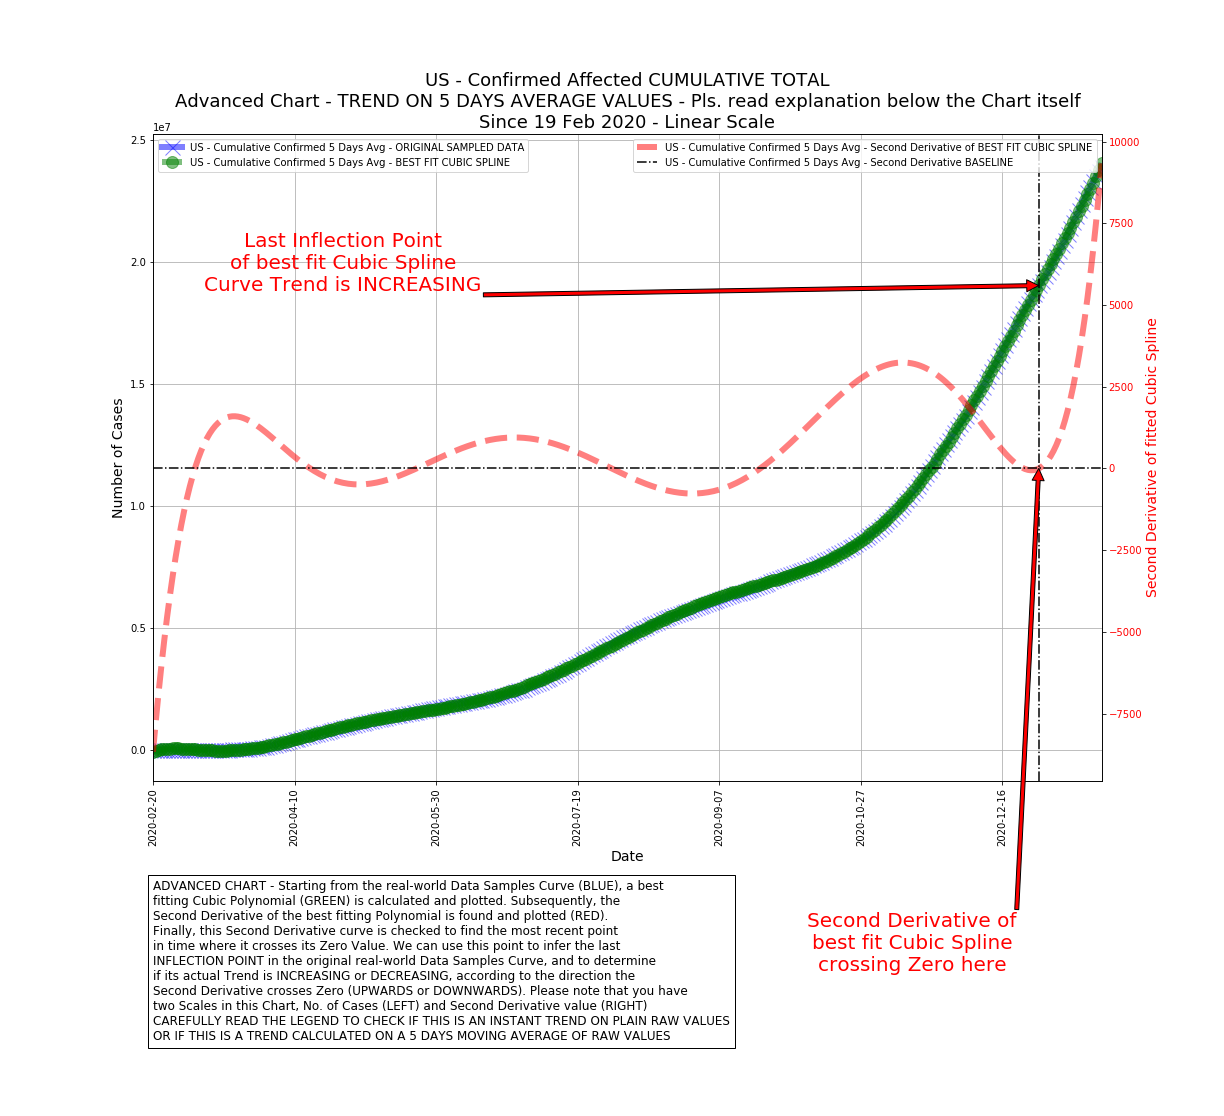 US - Confirmed Affected CUMULATIVE TOTAL
Advanced Chart - TREND ON 5 DAYS AVERAGE VALUES - Pls. read explanation below the Chart itself
Since 19 Feb 2020 - Linear Scale
1e7
US - Cumulative Confirmed 5 Days Avg - ORIGINAL SAMPLED DATA
US - Cumulative Confirmed 5 Days Avg - BEST FIT CUBIC SPLINE
US - Cumulative Confirmed 5 Days Avg - Second Derivative of BEST FIT CUBIC SPLINE
US - Cumulative Confirmed 5 Days Avg - Second Derivative BASELINE
Last Inflection Point
of best fit Cubic Spline
Curve Trend is INCREASING
2.5
2.0
1.5
1.0
0.5
0.0
Number of Cases
10000
7500
5000
2500
0
−2500
−5000
−7500
Second Derivative of fitted Cubic Spline
2020-02-20
2020-04-10
2020-05-30
2020-07-19
2020-09-07
2020-10-27
2020-12-16
Date
Second Derivative of
best fit Cubic Spline
crossing Zero here
ADVANCED CHART - Starting from the real-world Data Samples Curve (BLUE), a best
fitting Cubic Polynomial (GREEN) is calculated and plotted. Subsequently, the
Second Derivative of the best fitting Polynomial is found and plotted (RED).
Finally, this Second Derivative curve is checked to find the most recent point
in time where it crosses its Zero Value. We can use this point to infer the last
INFLECTION POINT in the original real-world Data Samples Curve, and to determine
if its actual Trend is INCREASING or DECREASING, according to the direction the
Second Derivative crosses Zero (UPWARDS or DOWNWARDS). Please note that you have
two Scales in this Chart, No. of Cases (LEFT) and Second Derivative value (RIGHT)
CAREFULLY READ THE LEGEND TO CHECK IF THIS IS AN INSTANT TREND ON PLAIN RAW VALUES
OR IF THIS IS A TREND CALCULATED ON A 5 DAYS MOVING AVERAGE OF RAW VALUES